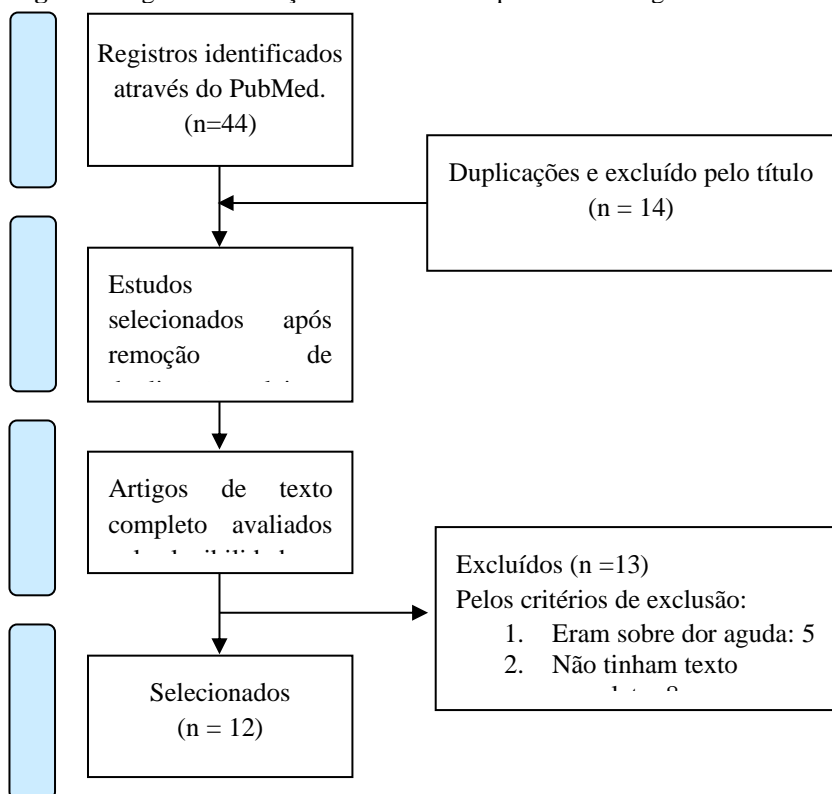 Registros identificados
através do PubMed.
(n=44)
Duplicações e excluído pelo título
(n = 14)
Estudos
selecionados após
remoção de
Artigos de texto
completo avaliados
Excluídos (n =13)
Pelos critérios de exclusão:
1. Eram sobre dor aguda: 5
2. Não tinham texto
Selecionados
(n = 12)